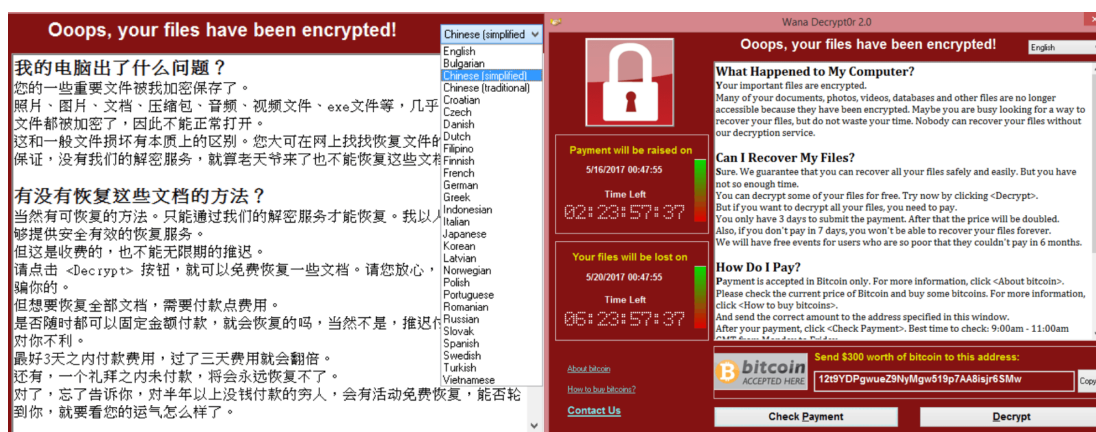 Ooops, your files have been encrypted!
Chinese (simplified
English
Bulgarian
Chinese (simplified)
Chinese (traditional)
Croatian
Czech
Danish
Dutch
Filipino
Finnish
French
German
Greek
Indonesian
Italian
Japanese
Korean
Latvian
Norwegian
Polish
Portuguese
Romanian
Russian
Slovak
Spanish
Swedish
Turkish
Vietnamese
我的电脑出了什么问题？
您的一些重要文件被我加密保存了。
照片、图片、文档、压缩包、音频、视频文件、exe文件等，几乎
文件都被加密了，因此不能正常打开。
这和一般文件损坏有本质上的区别。您大可在网上找找恢复文件的
保证，没有我们的解密服务，就算老天爷来了也不能恢复这些文档
有没有恢复这些文档的方法？
当然有可恢复的方法。只能通过我们的解密服务才能恢复。我以人
够提供安全有效的恢复服务。
但这是收费的，也不能无限期的推迟。
请点击 <Decrypt> 按钮，就可以免费恢复一些文档。请您放心，
骗你的。
但想要恢复全部文档，需要付款点费用。
是否随时都可以固定金额付款，就会恢复的吗，当然不是，推迟付
对你不利。
最好3天之内付款费用，过了三天费用就会翻倍。
还有，一个礼拜之内未付款，将会永远恢复不了。
对了，忘了告诉你，对半年以上没钱付款的穷人，会有活动免费恢复，能否轮
到你，就要看您的运气怎么样了。
Wana Decrypt0r 2.0
Ooops, your files have been encrypted!
English
Payment will be raised on
5/16/2017 00:47:55
Time Left
02:23:57:37
Your files will be lost on
5/20/2017 00:47:55
Time Left
06:23:57:37
About bitcoin
How to buy bitcoins?
Contact Us
What Happened to My Computer?
Your important files are encrypted.
Many of your documents, photos, videos, databases and other files are no longer
accessible because they have been encrypted. Maybe you are busy looking for a way to
recover your files, but do not waste your time. Nobody can recover your files without
our decryption service.
Can I Recover My Files?
Sure. We guarantee that you can recover all your files safely and easily. But you have
not so enough time.
You can decrypt some of your files for free. Try now by clicking <Decrypt>.
But if you want to decrypt all your files, you need to pay.
You only have 3 days to submit the payment. After that the price will be doubled.
Also, if you don't pay in 7 days, you won't be able to recover your files forever.
We will have free events for users who are so poor that they couldn't pay in 6 months.
How Do I Pay?
Payment is accepted in Bitcoin only. For more information, click <About bitcoin>.
Please check the current price of Bitcoin and buy some bitcoins. For more information,
click <How to buy bitcoins>.
And send the correct amount to the address specified in this window.
After your payment, click <Check Payment>. Best time to check: 9:00am - 11:00am
GMT from Monday to Friday.
bitcoin
ACCEPTED HERE
Send $300 worth of bitcoin to this address:
12t9YDPgwueZ9NyMgw519p7AA8isjr6SMw
Copy
Check Payment
Decrypt